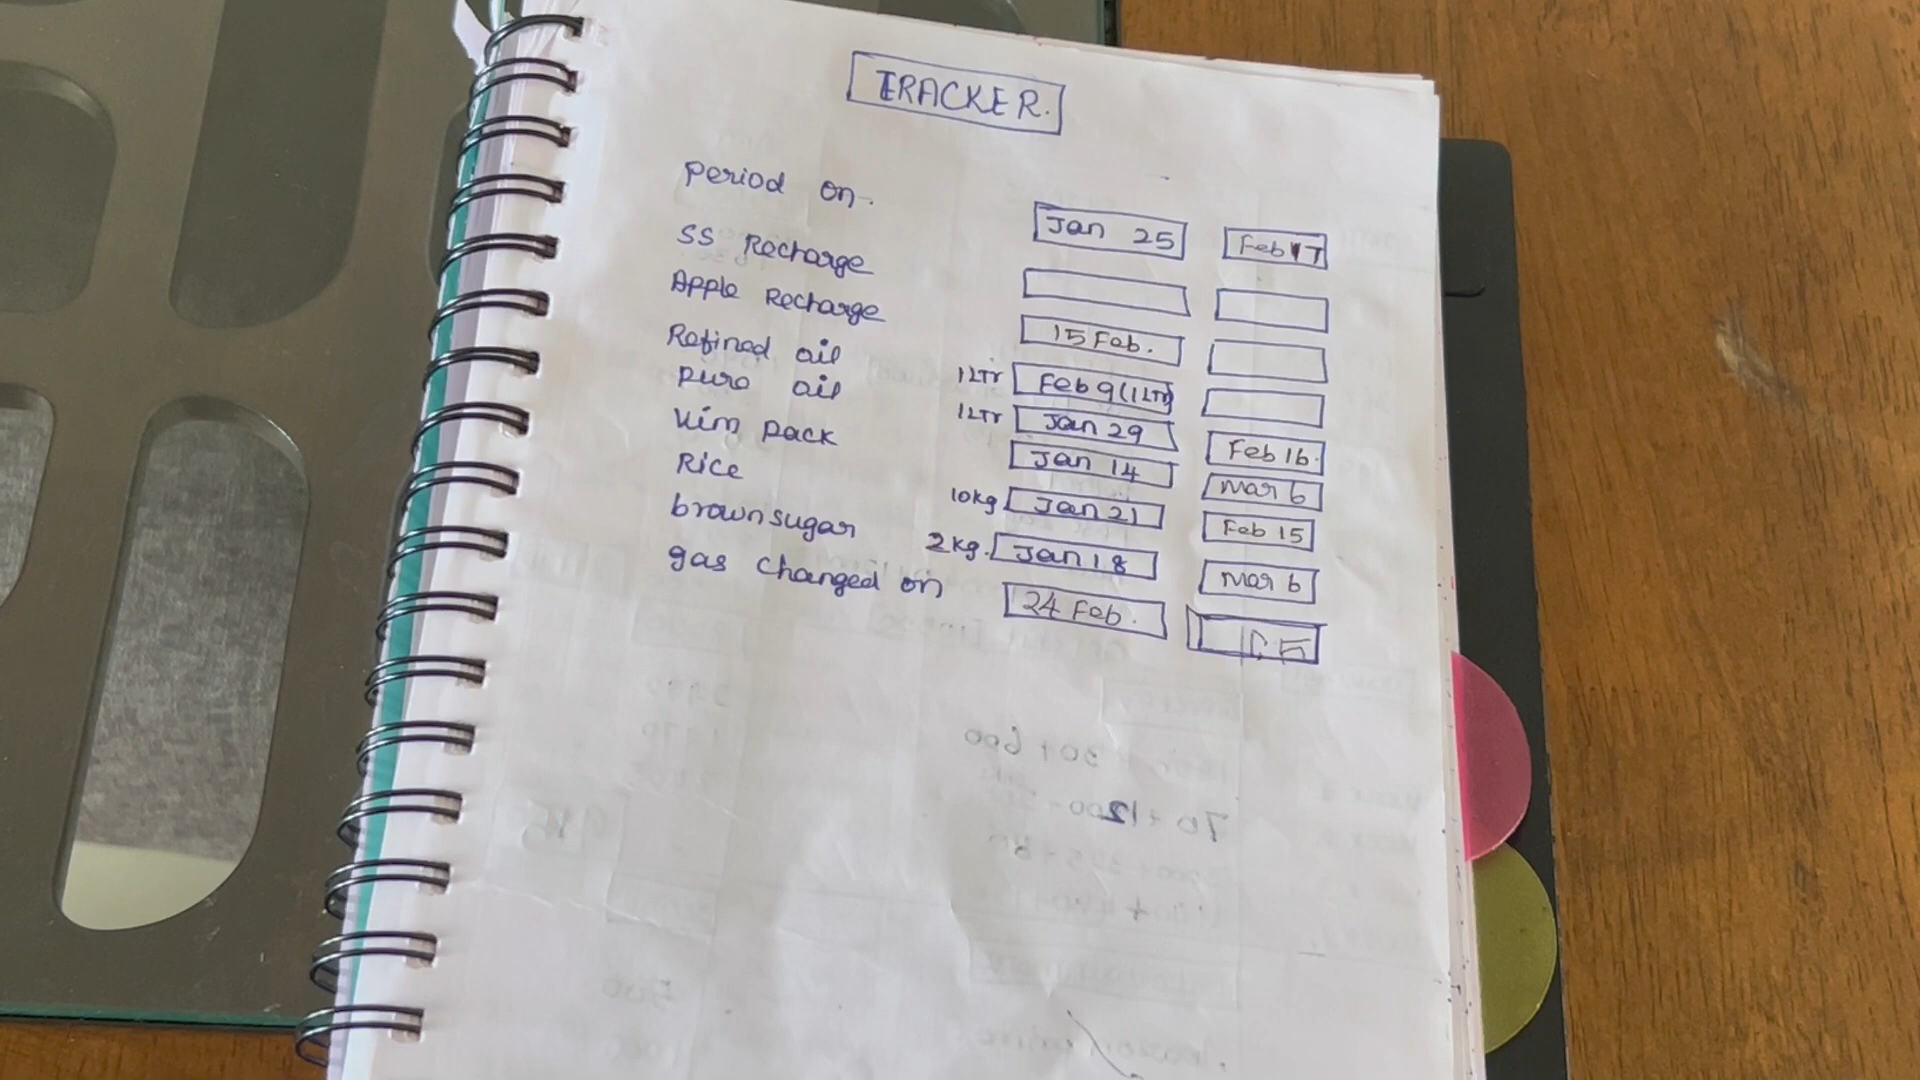 TRACKER.
Period on. Jan 25 Feb 17
SS Recharge
Apple Recharge 15 Feb.
Refined oil 1LTr Feb 9(1LTr)
Puro oil 1LTr Jan 29 Feb 16.
Vim pack Jan 14 Mar 6
Rice 10kg Jan 21 Feb 15
brown sugar 2kg. Jan 18 Mar 6
gas changed on 24 Feb.